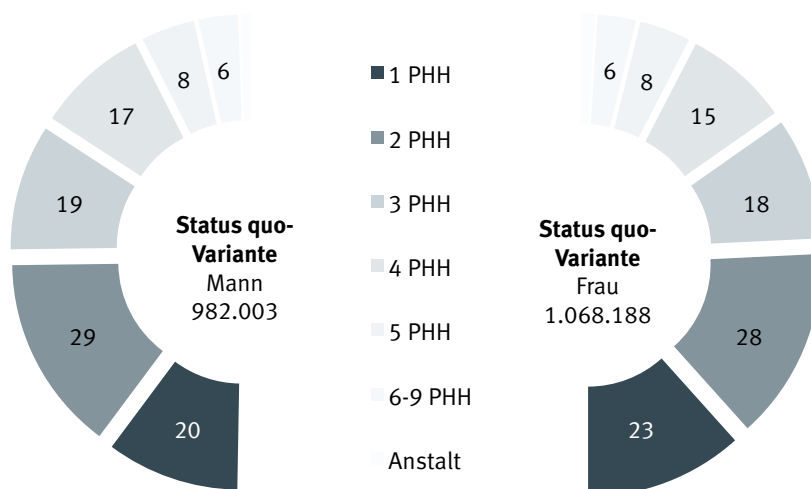 6
8
17
19
29
20
Status quo-
Variante
Mann
982.003
1 PHH
2 PHH
3 PHH
4 PHH
5 PHH
6-9 PHH
Anstalt
6
8
15
18
28
23
Status quo-
Variante
Frau
1.068.188